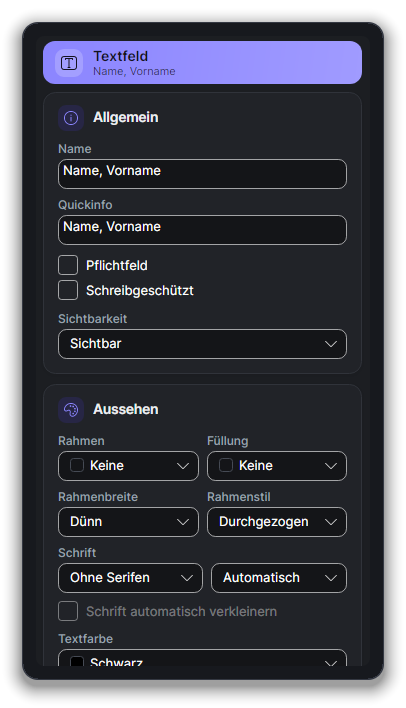 Textfeld
Name, Vorname
Allgemein
Name
Name, Vorname
Quickinfo
Name, Vorname
Pflichtfeld
Schreibgeschützt
Sichtbarkeit
Sichtbar
Aussehen
Rahmen Füllung
Keine Keine
Rahmenbreite Rahmenstil
Dünn Durchgezogen
Schrift
Ohne Serifen Automatisch
Schrift automatisch verkleinern
Textfarbe
Schwarz